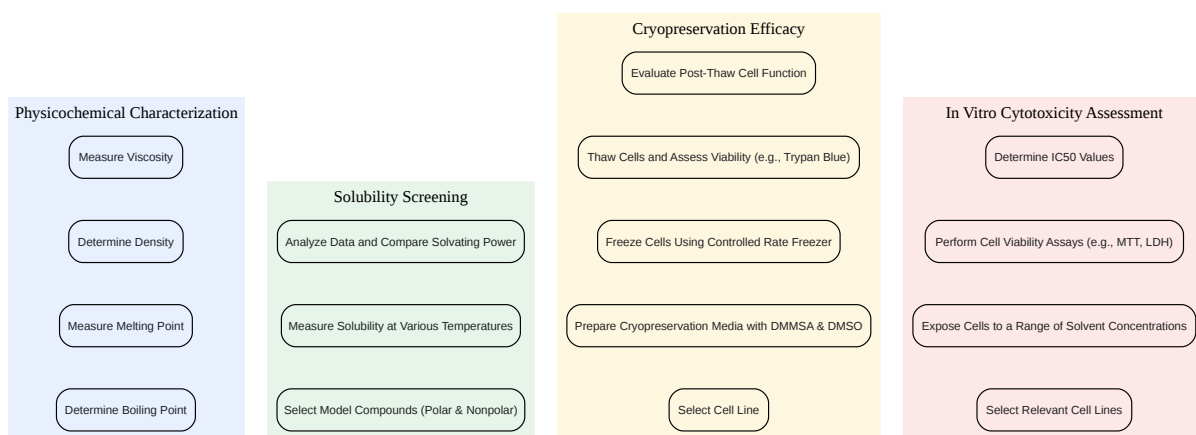 Physicochemical Characterization
Measure Viscosity
Determine Density
Measure Melting Point
Determine Boiling Point
Solubility Screening
Analyze Data and Compare Solvating Power
Measure Solubility at Various Temperatures
Select Model Compounds (Polar & Nonpolar)
Cryopreservation Efficacy
Evaluate Post-Thaw Cell Function
Thaw Cells and Assess Viability (e.g., Trypan Blue)
Freeze Cells Using Controlled Rate Freezer
Prepare Cryopreservation Media with DMMSA & DMSO
Select Cell Line
In Vitro Cytotoxicity Assessment
Determine IC50 Values
Perform Cell Viability Assays (e.g., MTT, LDH)
Expose Cells to a Range of Solvent Concentrations
Select Relevant Cell Lines